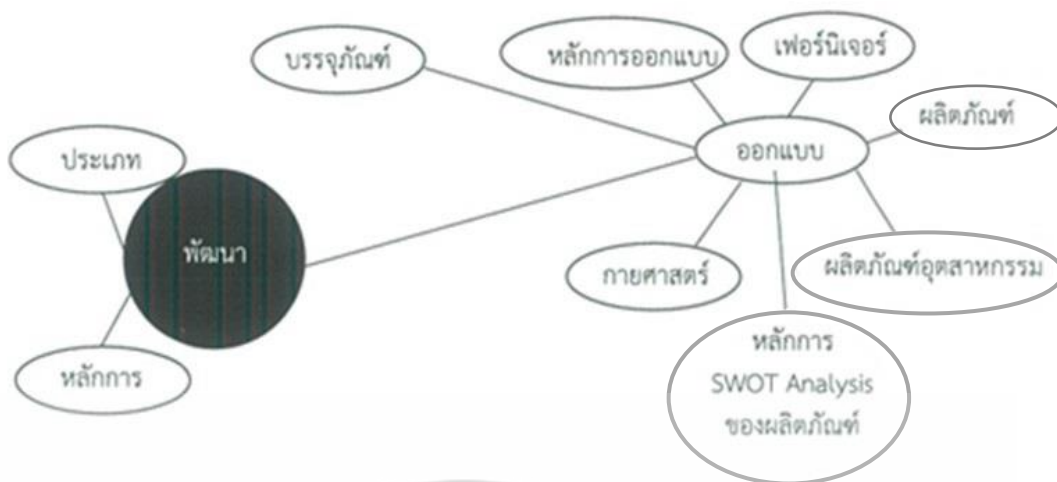 บรรจุภัณฑ์
หลักการออกแบบ
เฟอร์นิเจอร์
ผลิตภัณฑ์
ออกแบบ
ประเภท
พัฒนา
กายศาสตร์
ผลิตภัณฑ์อุตสาหกรรม
หลักการ
หลักการ
SWOT Analysis
ของผลิตภัณฑ์